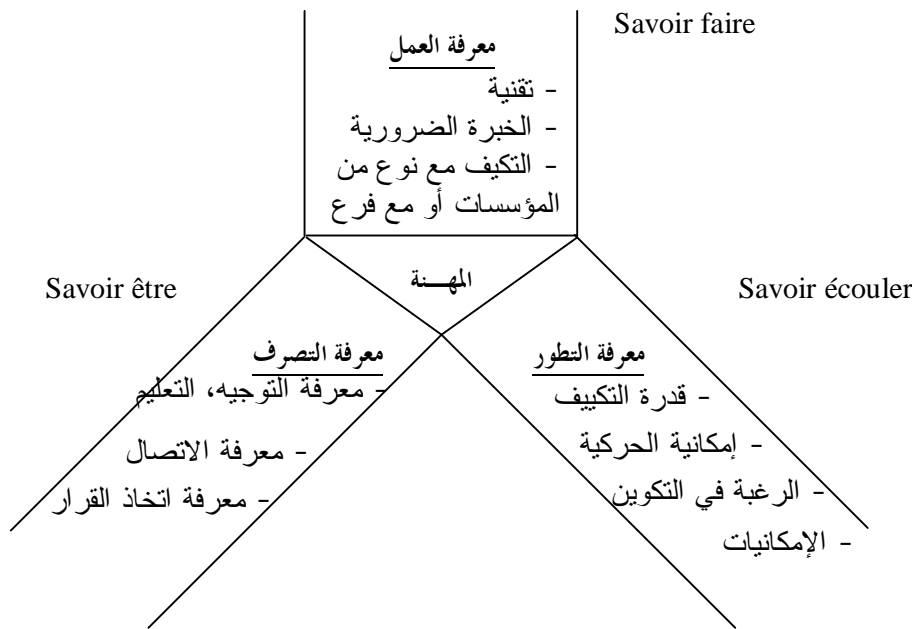 Savoir faire
معرفة العمل
- تقنية
- الخبرة الضرورية
- التكيف مع نوع من
المؤسسات أو مع فرع
المهـــنة
Savoir être
Savoir écouler
معرفة التصرف
- معرفة التوجيه، التعليم
- معرفة الاتصال
- معرفة اتخاذ القرار
معرفة التطور
- قدرة التكييف
- إمكانية الحركية
- الرغبة في التكوين
- الإمكانيات